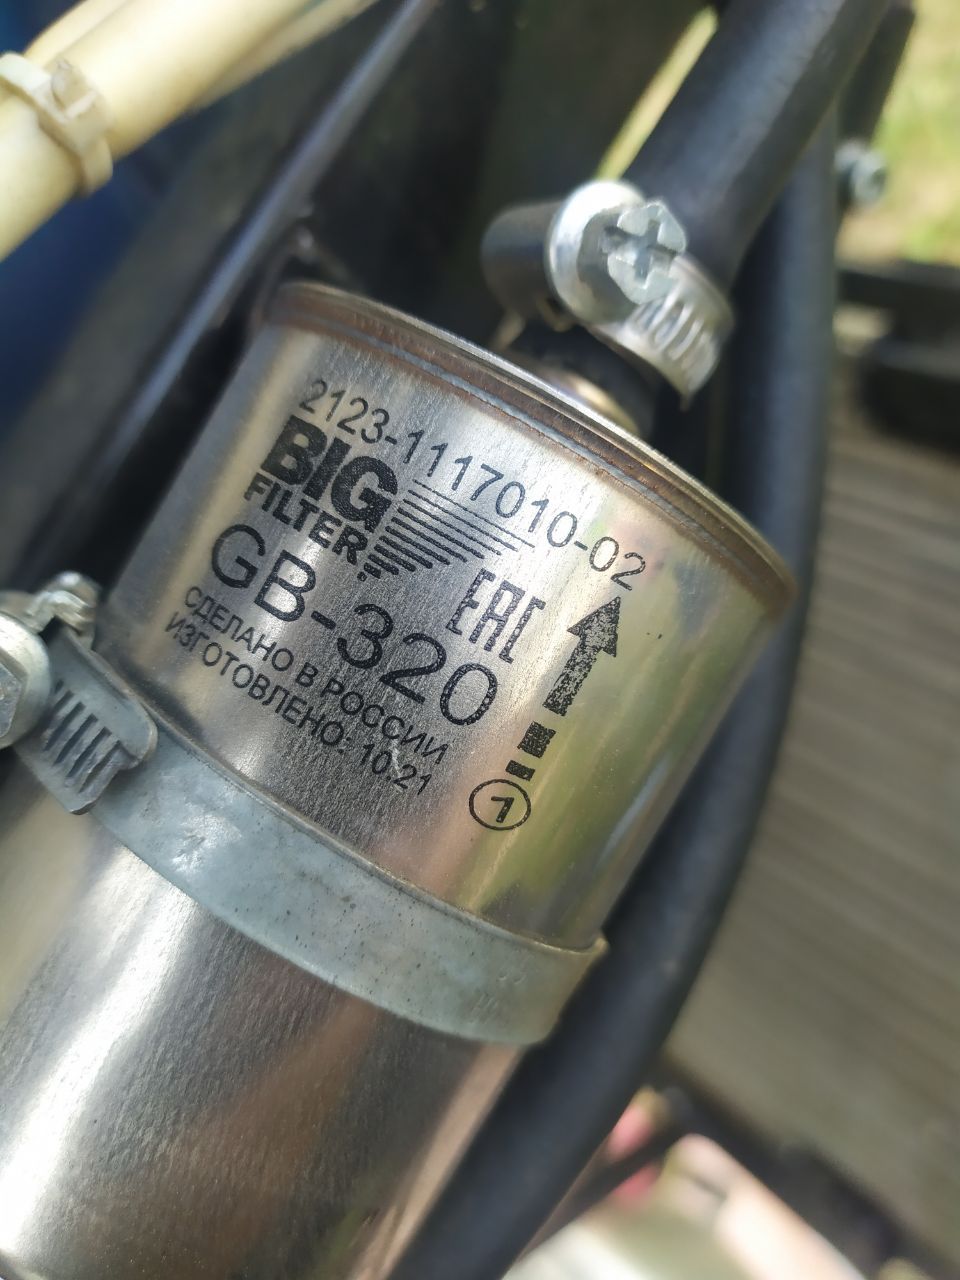 2123-1117010-02
BIG
FILTER
EAC
GB-320
СДЕЛАНО В РОССИИ
ИЗГОТОВЛЕНО: 10.21
7